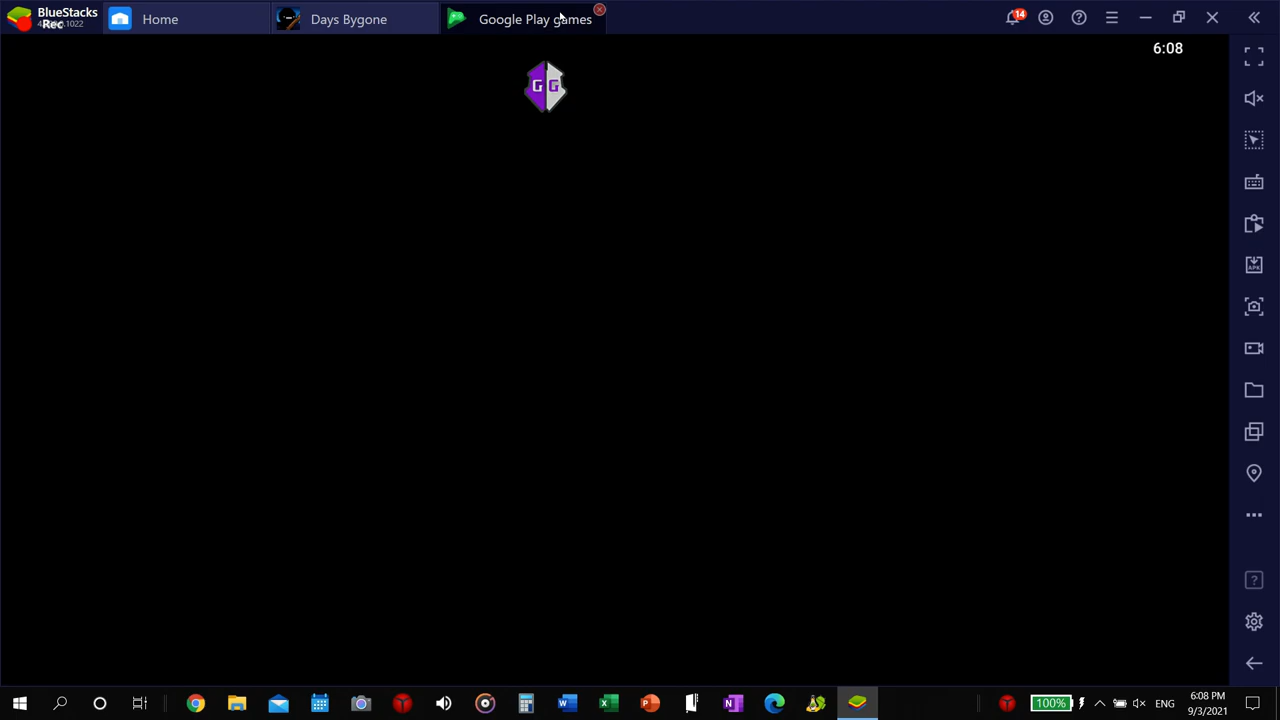 BlueStacks
Rec
Home
Days Bygone
Google Play games
14
6:08
G G
100%
ENG
6:08 PM
9/3/2021